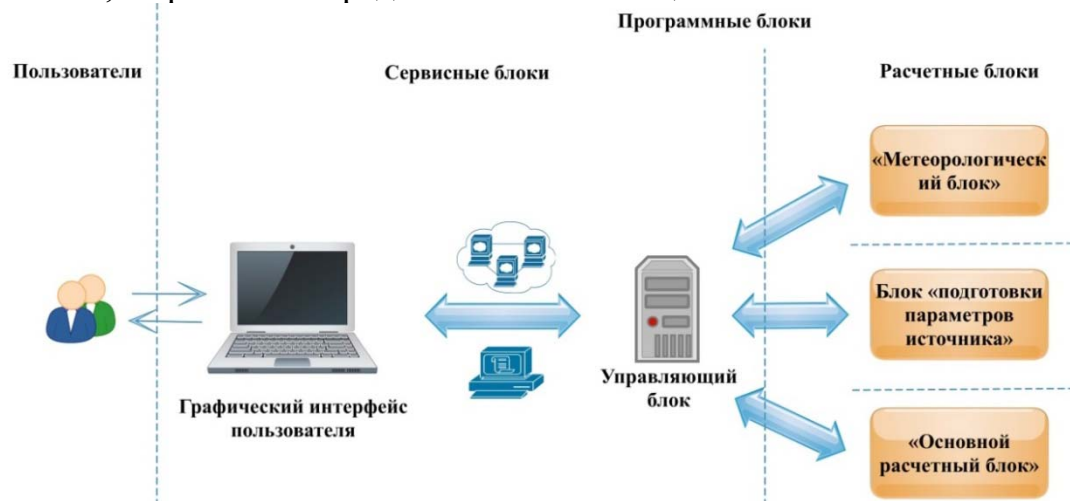 Программные блоки
Пользователи
Сервисные блоки
Расчетные блоки
«Метеорологическ
ий блок»
Блок «подготовки
параметров
источника»
Управляющий
блок
Графический интерфейс
пользователя
«Основной
расчетный блок»